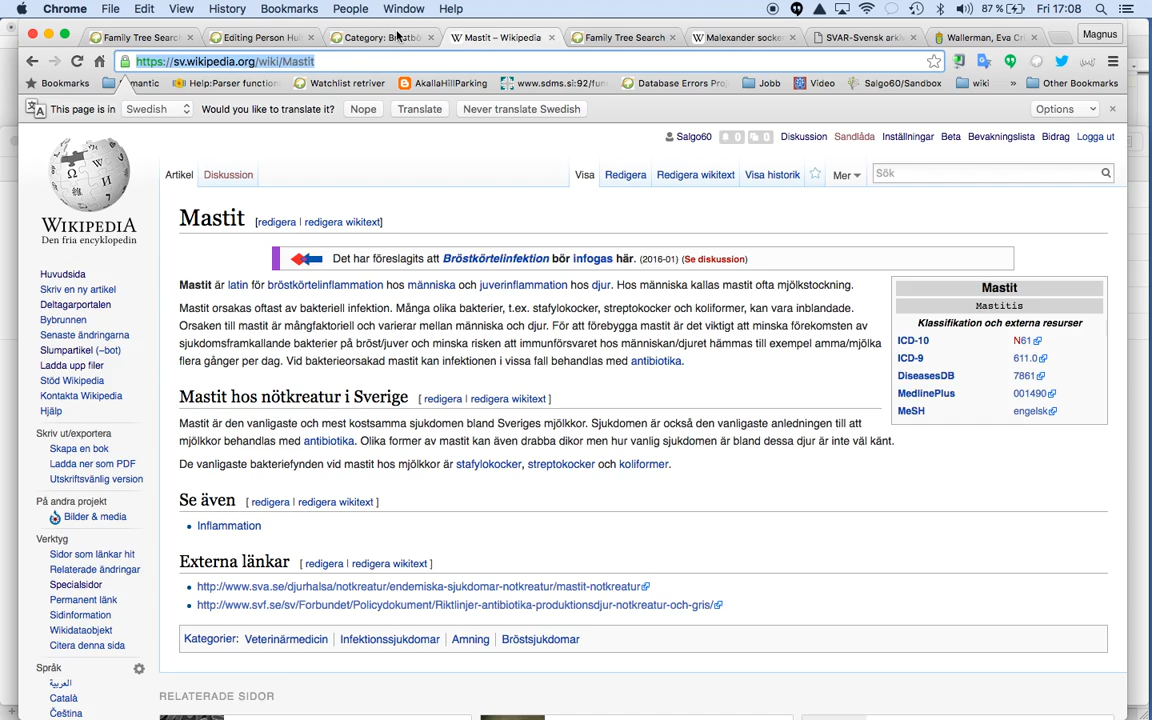 Chrome File Edit View History Bookmarks People Window Help 87 % Fri 17:08
Family Tree Searc Editing Person Hu Category: Bröstbö Mastit – Wikipedia Family Tree Search Malexander socke SVAR-Svensk arki Wallerman, Eva C Magnus
https://sv.wikipedia.org/wiki/Mastit
Bookmarks mantic Help:Parser function Watchlist retriever AkallaHillParking www.sdms.si:92/fun Database Errors Proj Jobb Video Salgo60/Sandbox wiki » Other Bookmarks
This page is in Swedish Would you like to translate it? Nope Translate Never translate Swedish Options
Salgo60 0 0 Diskussion Sandlåda Inställningar Beta Bevakningslista Bidrag Logga ut
Artikel Diskussion Visa Redigera Redigera wikitext Visa historik Mer Sök
WIKIPEDIA
Den fria encyklopedin
Huvudsida
Skriv en ny artikel
Deltagarportalen
Bybrunnen
Senaste ändringarna
Slumpartikel (–bot)
Ladda upp filer
Stöd Wikipedia
Kontakta Wikipedia
Hjälp
Skriv ut/exportera
Skapa en bok
Ladda ner som PDF
Utskriftsvänlig version
På andra projekt
Bilder & media
Verktyg
Sidor som länkar hit
Relaterade ändringar
Specialsidor
Permanent länk
Sidinformation
Wikidataobjekt
Citera denna sida
Språk
العربية
Català
Čeština
Mastit [redigera | redigera wikitext]
Det har föreslagits att Bröstkörtelinfektion bör infogas här. (2016-01) (Se diskussion)
Mastit är latin för bröstkörtelinflammation hos människa och juverinflammation hos djur. Hos människa kallas mastit ofta mjölkstockning.
Mastit orsakas oftast av bakteriell infektion. Många olika bakterier, t.ex. stafylokocker, streptokocker och koliformer, kan vara inblandade.
Orsaken till mastit är mångfaktoriell och varierar mellan människa och djur. För att förebygga mastit är det viktigt att minska förekomsten av
sjukdomsframkallande bakterier på bröst/juver och minska risken att immunförsvaret hos människan/djuret hämmas till exempel amma/mjölka
flera gånger per dag. Vid bakterieorsakad mastit kan infektionen i vissa fall behandlas med antibiotika.
Mastit
Mastitis
Klassifikation och externa resurser
ICD-10 N61
ICD-9 611.0
DiseasesDB 7861
MedlinePlus 001490
MeSH engelsk
Mastit hos nötkreatur i Sverige [ redigera | redigera wikitext ]
Mastit är den vanligaste och mest kostsamma sjukdomen bland Sveriges mjölkkor. Sjukdomen är också den vanligaste anledningen till att
mjölkkor behandlas med antibiotika. Olika former av mastit kan även drabba dikor men hur vanlig sjukdomen är bland dessa djur är inte väl känt.
De vanligaste bakteriefynden vid mastit hos mjölkkor är stafylokocker, streptokocker och koliformer.
Se även [ redigera | redigera wikitext ]
Inflammation
Externa länkar [ redigera | redigera wikitext ]
http://www.sva.se/djurhalsa/notkreatur/endemiska-sjukdomar-notkreatur/mastit-notkreatur
http://www.svf.se/sv/Forbundet/Policydokument/Riktlinjer-antibiotika-produktionsdjur-notkreatur-och-gris/
Kategorier: Veterinärmedicin | Infektionssjukdomar | Amning | Bröstsjukdomar
RELATERADE SIDOR